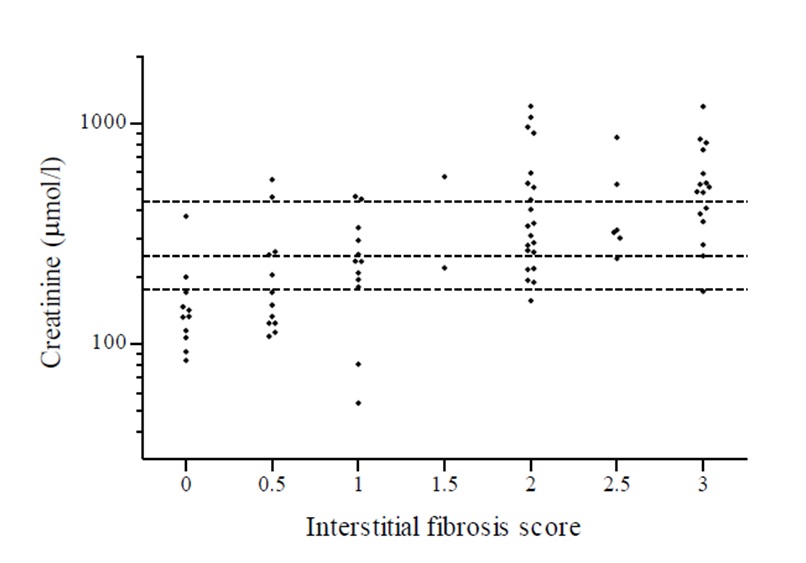 Creatinine (μmol/l)
1000
100
0 0.5 1 1.5 2 2.5 3
Interstitial fibrosis score